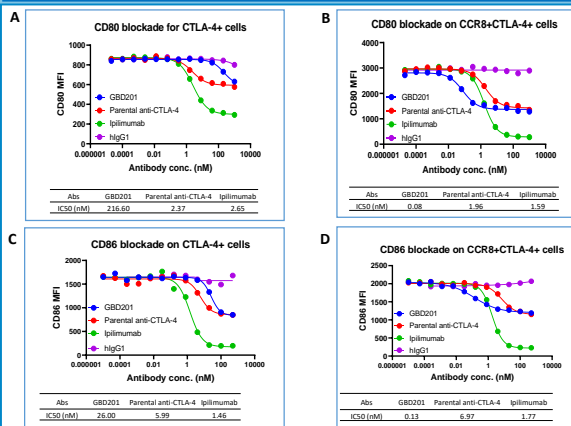 A
CD80 blockade for CTLA-4+ cells
1000
800
600
400
200
0
CD80 MFI
0.000001 0.0001 0.01 1 100 10000
Antibody conc. (nM)
GBD201
Parental anti-CTLA-4
Ipilimumab
hIgG1
Abs GBD201 Parental anti-CTLA-4 Ipilimumab
IC50 (nM) 216.60 2.37 2.65
B
CD80 blockade on CCR8+CTLA-4+ cells
4000
3000
2000
1000
0
CD80 MFI
0.000001 0.0001 0.01 1 100 10000
Antibody conc. (nM)
GBD201
Parental anti-CTLA-4
Ipilimumab
hIgG1
Abs GBD201 Parental anti-CTLA-4 Ipilimumab
IC50 (nM) 0.08 1.96 1.59
C
CD86 blockade on CTLA-4+ cells
2000
1500
1000
500
0
CD86 MFI
0.000001 0.0001 0.01 1 100 10000
Antibody conc. (nM)
GBD201
Parental anti-CTLA-4
Ipilimumab
hIgG1
Abs GBD201 Parental anti-CTLA-4 Ipilimumab
IC50 (nM) 26.00 5.99 1.46
D
CD86 blockade on CCR8+CTLA-4+ cells
2500
2000
1500
1000
500
0
CD86 MFI
0.000001 0.0001 0.01 1 100 10000
Antibody conc. (nM)
GBD201
Parental anti-CTLA-4
Ipilimumab
hIgG1
Abs GBD201 Parental anti-CTLA-4 Ipilimumab
IC50 (nM) 0.13 6.97 1.77